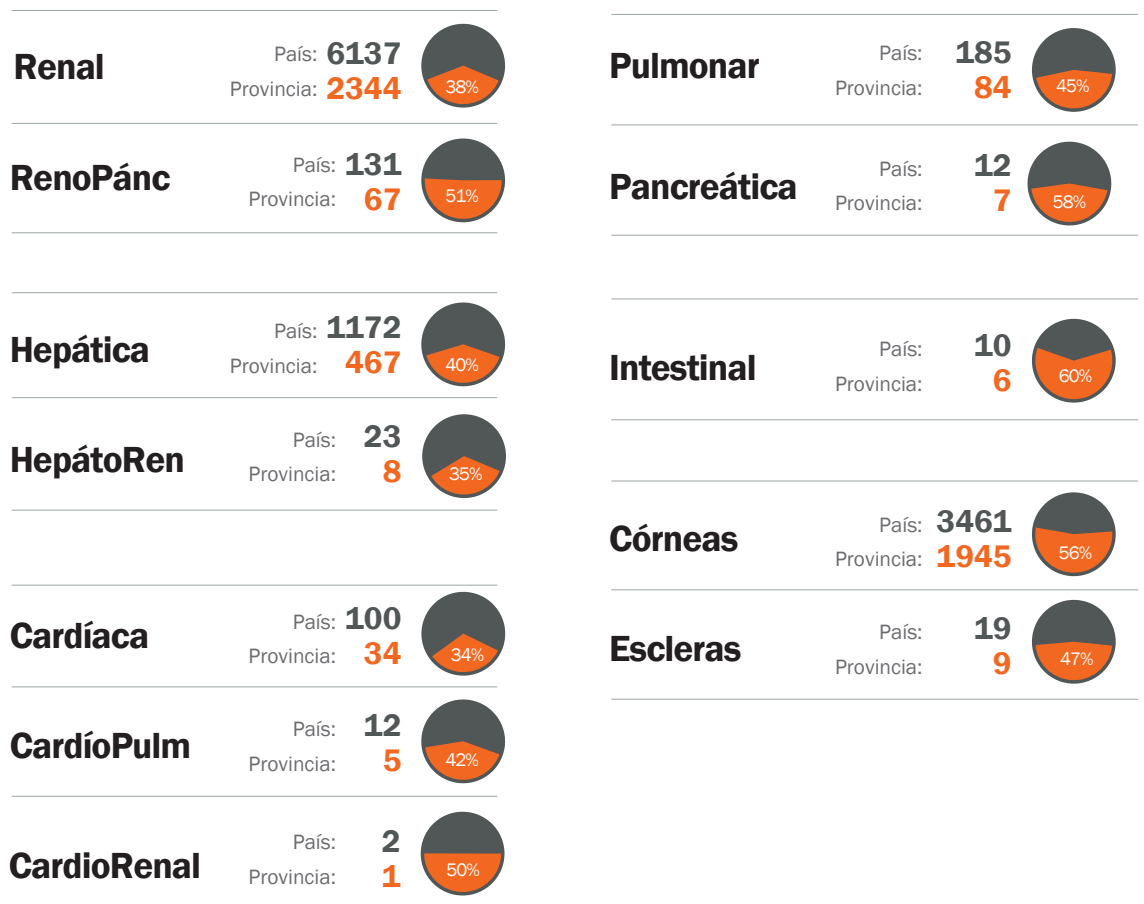 Renal
País: 6137
Provincia: 2344
38%
RenoPánc
País: 131
Provincia: 67
51%
Hepática
País: 1172
Provincia: 467
40%
HepátoRen
País: 23
Provincia: 8
35%
Cardíaca
País: 100
Provincia: 34
34%
CardíoPulm
País: 12
Provincia: 5
42%
CardioRenal
País: 2
Provincia: 1
50%
Pulmonar
País: 185
Provincia: 84
45%
Pancreática
País: 12
Provincia: 7
58%
Intestinal
País: 10
Provincia: 6
60%
Córneas
País: 3461
Provincia: 1945
56%
Escleras
País: 19
Provincia: 9
47%